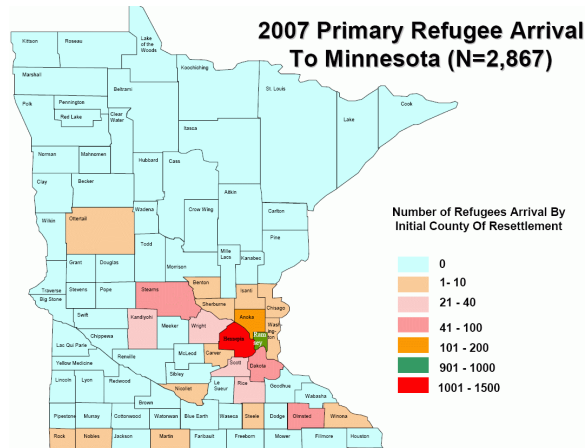 2007 Primary Refugee Arrival
To Minnesota (N=2,867)
Kittson
Roseau
Lake
of the
Woods
Koochiching
Marshall
St. Louis
Beltrami
Cook
Polk
Pennington
Red Lake
Clear
Water
Lake
Itasca
Norman
Mahnomen
Hubbard
Cass
Clay
Becker
Aitkin
Wadena
Crow Wing
Carlton
Wilkin
Ottertail
Todd
Pine
Mille
Lacs
Kanabec
Grant
Douglas
Morrison
Traverse
Stevens
Pope
Stearns
Benton
Isanti
Big Stone
Sherburne
Chisago
Swift
Kandiyohi
Meeker
Wright
Anoka
Wash
ing-
ton
Chippewa
Hennepin
Ram
sey
Lac Qui Parle
Renville
McLeod
Carver
Yellow Medicine
Scott
Dakota
Sibley
Lincoln
Lyon
Redwood
Nicollet
Le
Sueur
Rice
Goodhue
Wabasha
Brown
Pipestone
Murray
Cottonwood
Watonwan
Blue Earth
Waseca
Steele
Dodge
Olmsted
Winona
Rock
Nobles
Jackson
Martin
Faribault
Freeborn
Mower
Fillmore
Houston
Number of Refugees Arrival By
Initial County Of Resettlement
0
1- 10
21 - 40
41 - 100
101 - 200
901 - 1000
1001 - 1500